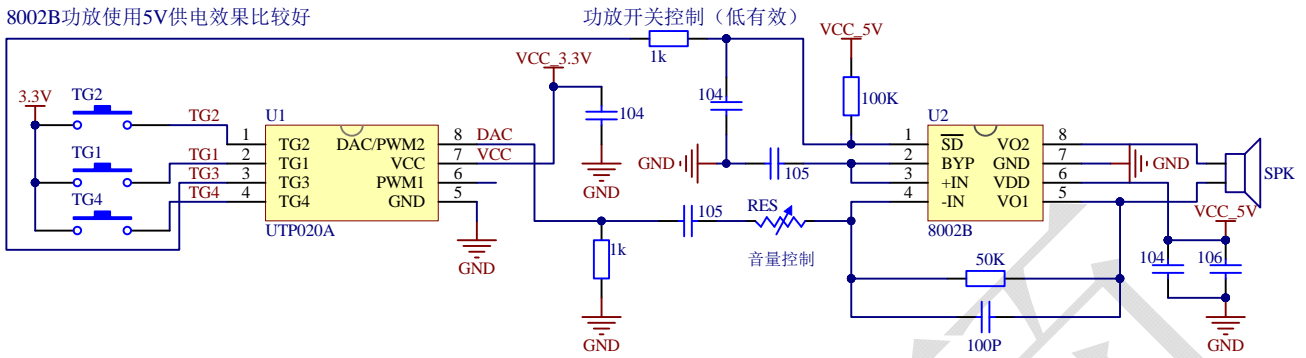 8002B功放使用5V供电效果比较好
功放开关控制（低有效）
1k
VCC_5V
VCC_3.3V
3.3V
TG2
TG2
104
104
100K
U1
U2
1 TG2 DAC/PWM2 8 DAC
2 TG1 VCC 7 VCC
3 TG3 PWM1 6
4 TG4 GND 5
UTP020A
TG1
TG1
TG3
TG4
TG4
GND
GND
GND
105
1 SD VO2 8
2 BYP GND 7 GND
3 +IN VDD 6
4 -IN VO1 5
8002B
SPK
VCC_5V
105
RES
音量控制
1k
GND
50K
100P
104
106
GND